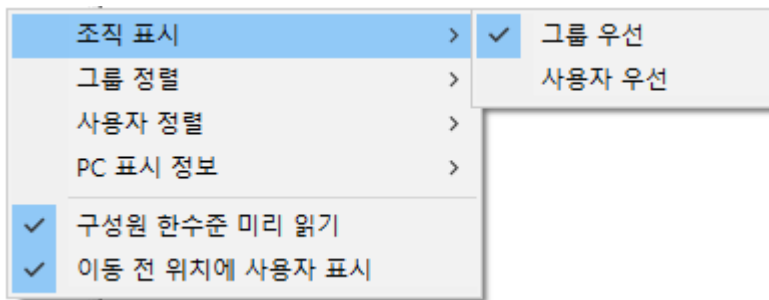 조직 표시
그룹 정렬
사용자 정렬
PC 표시 정보
구성원 한수준 미리 읽기
이동 전 위치에 사용자 표시
그룹 우선
사용자 우선